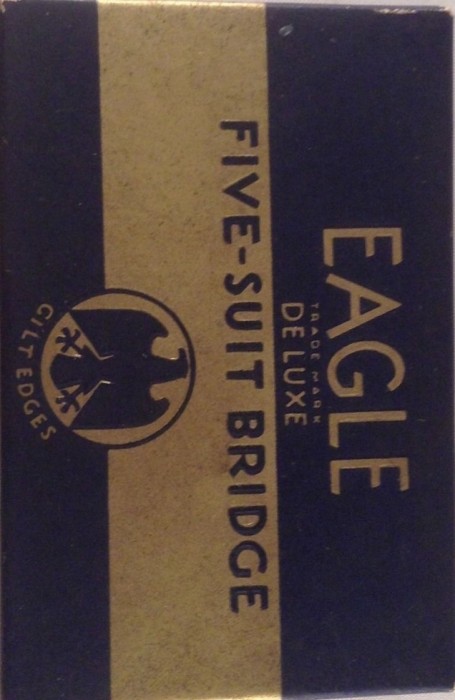 EAGLE
TRADE MARK
DE LUXE
FIVE-SUIT BRIDGE
GILT EDGES